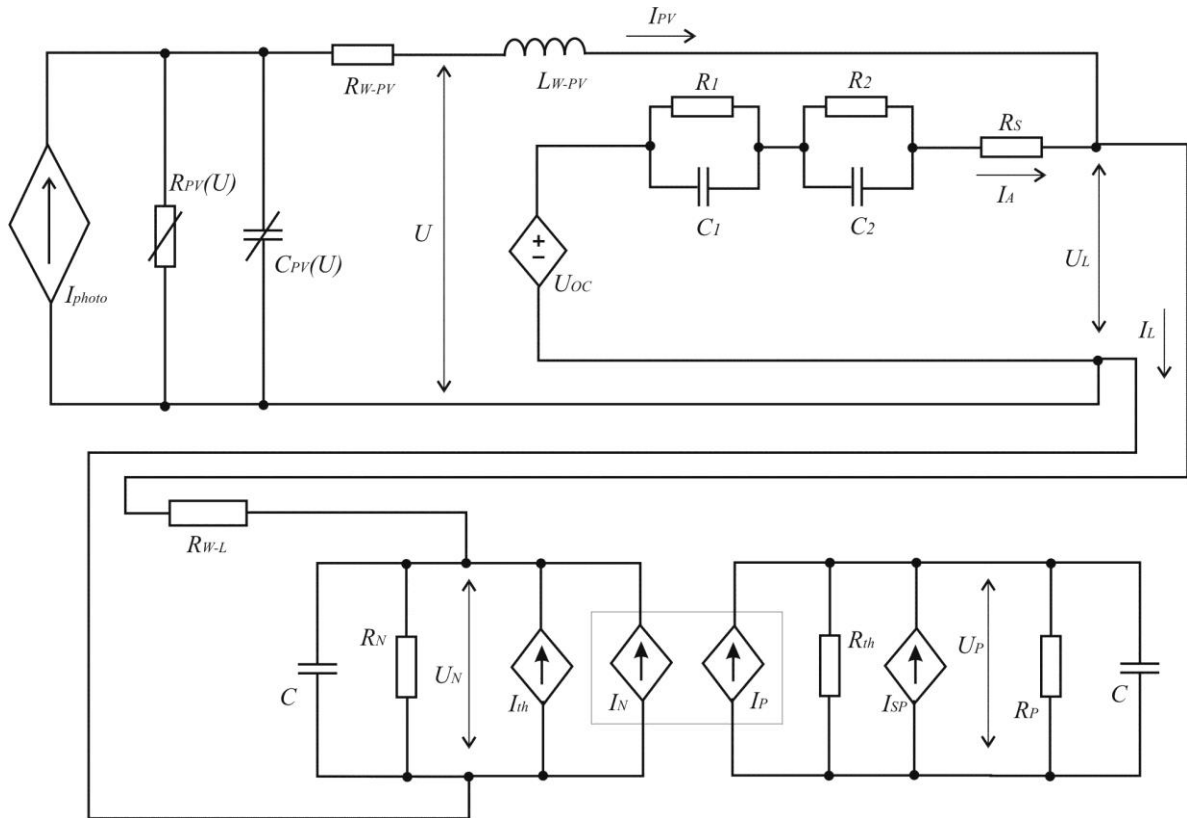 I_PV
R_W-PV
L_W-PV
R_1
R_2
R_S
R_PV(U)
C_PV(U)
I_photo
U
C_1
C_2
I_A
+
−
U_OC
U_L
I_L
R_W-L
C
R_N
U_N
I_th
I_N
I_P
R_th
I_SP
U_P
R_P
C